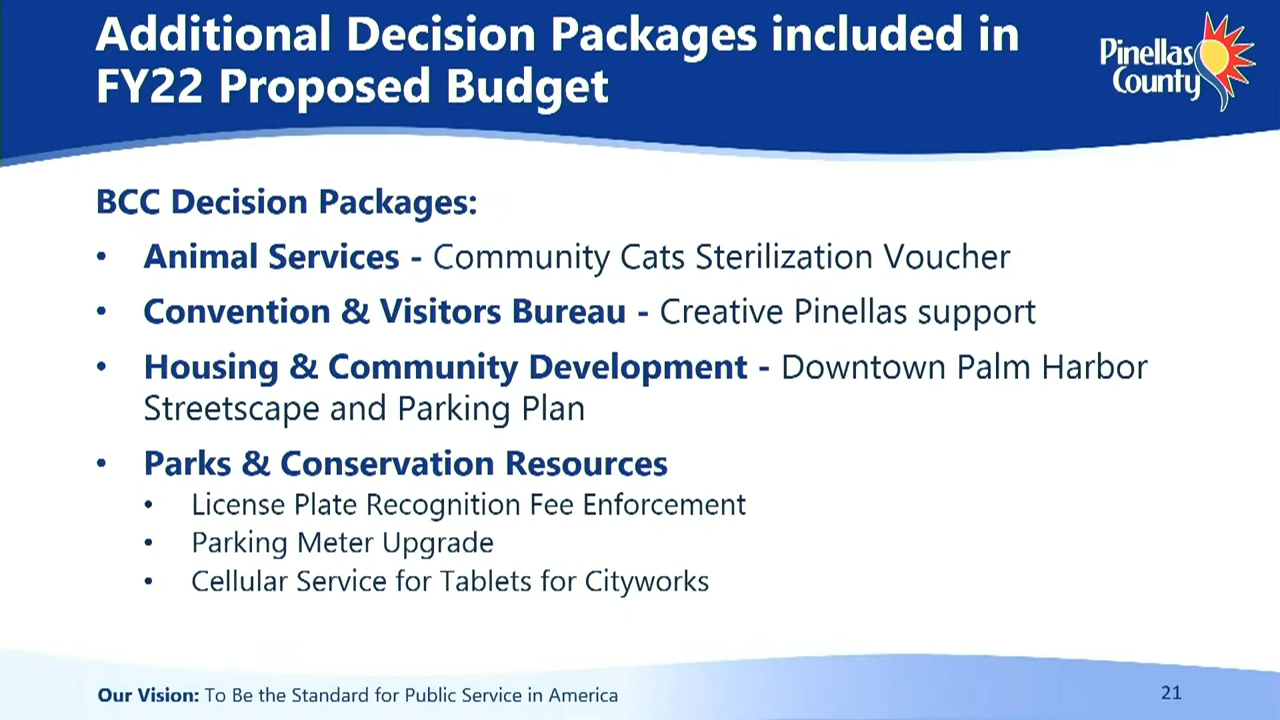 Additional Decision Packages included in
FY22 Proposed Budget
Pinellas
County
BCC Decision Packages:
• Animal Services - Community Cats Sterilization Voucher
• Convention & Visitors Bureau - Creative Pinellas support
• Housing & Community Development - Downtown Palm Harbor
Streetscape and Parking Plan
• Parks & Conservation Resources
• License Plate Recognition Fee Enforcement
• Parking Meter Upgrade
• Cellular Service for Tablets for Cityworks
Our Vision: To Be the Standard for Public Service in America
21